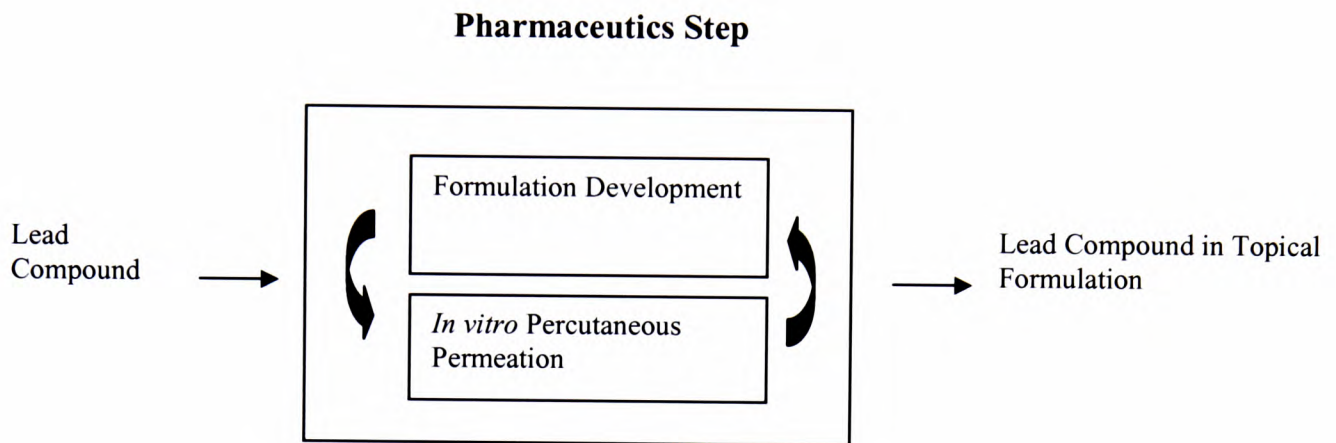 Pharmaceutics Step
Lead
Compound
Formulation Development
In vitro Percutaneous
Permeation
Lead Compound in Topical
Formulation